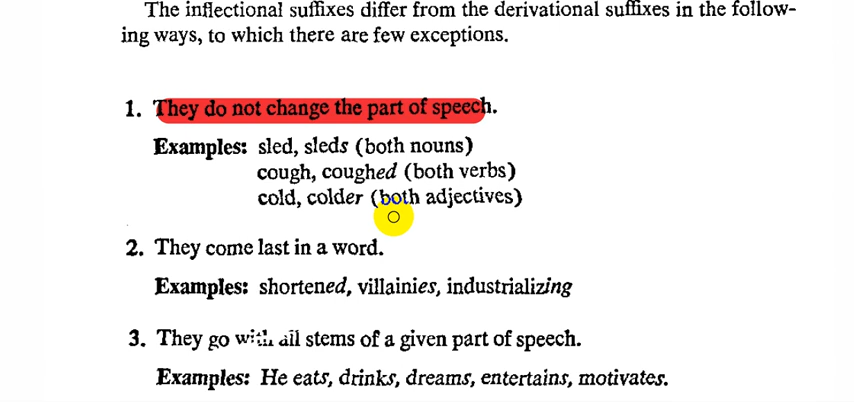 The inflectional suffixes differ from the derivational suffixes in the follow-
ing ways, to which there are few exceptions.
1. They do not change the part of speech.
Examples: sled, sleds (both nouns)
cough, coughed (both verbs)
cold, colder (both adjectives)
2. They come last in a word.
Examples: shortened, villainies, industrializing
3. They go with all stems of a given part of speech.
Examples: He eats, drinks, dreams, entertains, motivates.